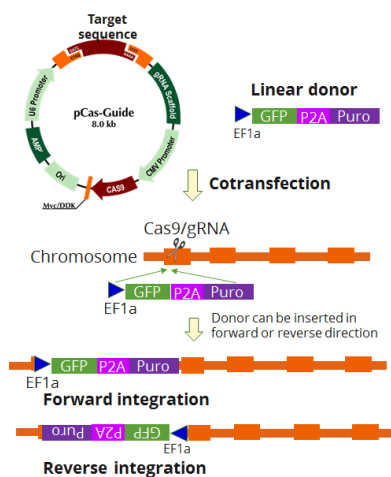 Target
sequence
U6 Promoter
gRNA Scaffold
pCas-Guide
8.0 kb
AMP
CMV Promoter
Ori
CAS9
Myc/DDK
Linear donor
GFP P2A Puro
EF1a
Cotransfection
Cas9/gRNA
Chromosome
GFP P2A Puro
EF1a
Donor can be inserted in
forward or reverse direction
GFP P2A Puro
EF1a
Forward integration
Puro P2A GFP
EF1a
Reverse integration